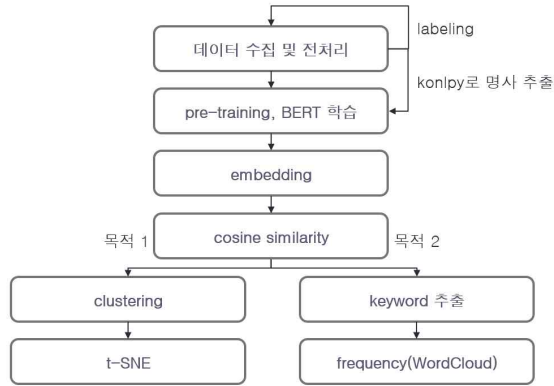 labeling
데이터 수집 및 전처리
konlpy로 명사 추출
pre-training, BERT 학습
embedding
목적 1
cosine similarity
목적 2
clustering
keyword 추출
t-SNE
frequency(WordCloud)